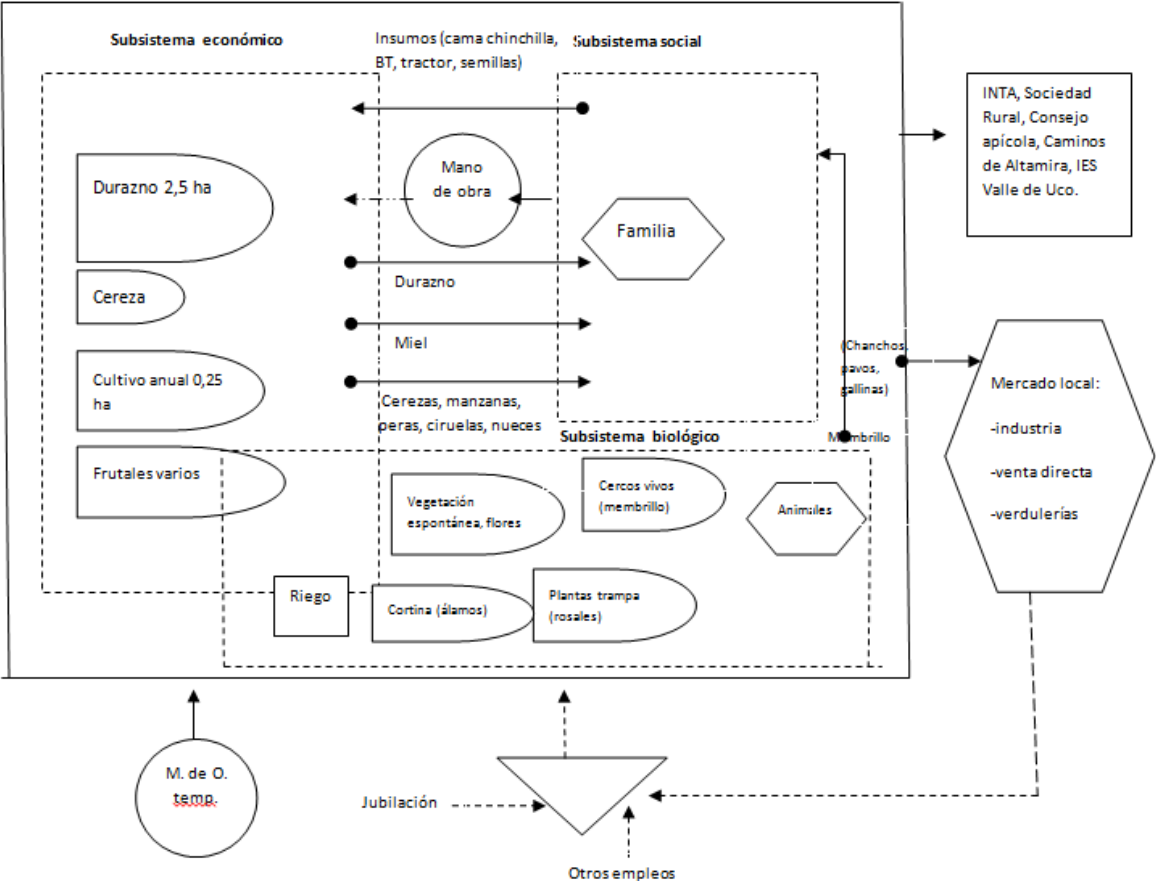 Subsistema económico
Insumos (cama chinchilla,
BT, tractor, semillas)
Subsistema social
INTA, Sociedad
Rural, Consejo
apícola, Caminos
de Altamira, IES
Valle de Uco.
Mano
de obra
Durazno 2,5 ha
Familia
Durazno
Cereza
Miel
(Chanchos,
pavos,
gallinas)
Cultivo anual 0,25
ha
Cerezas, manzanas,
peras, ciruelas, nueces
Mercado local:
-industria
-venta directa
-verdulerías
Subsistema biológico
Membrillo
Frutales varios
Vegetación
espontánea, flores
Cercos vivos
(membrillo)
Animales
Riego
Cortina (álamos)
Plantas trampa
(rosales)
M. de O.
temp.
Jubilación
Otros empleos